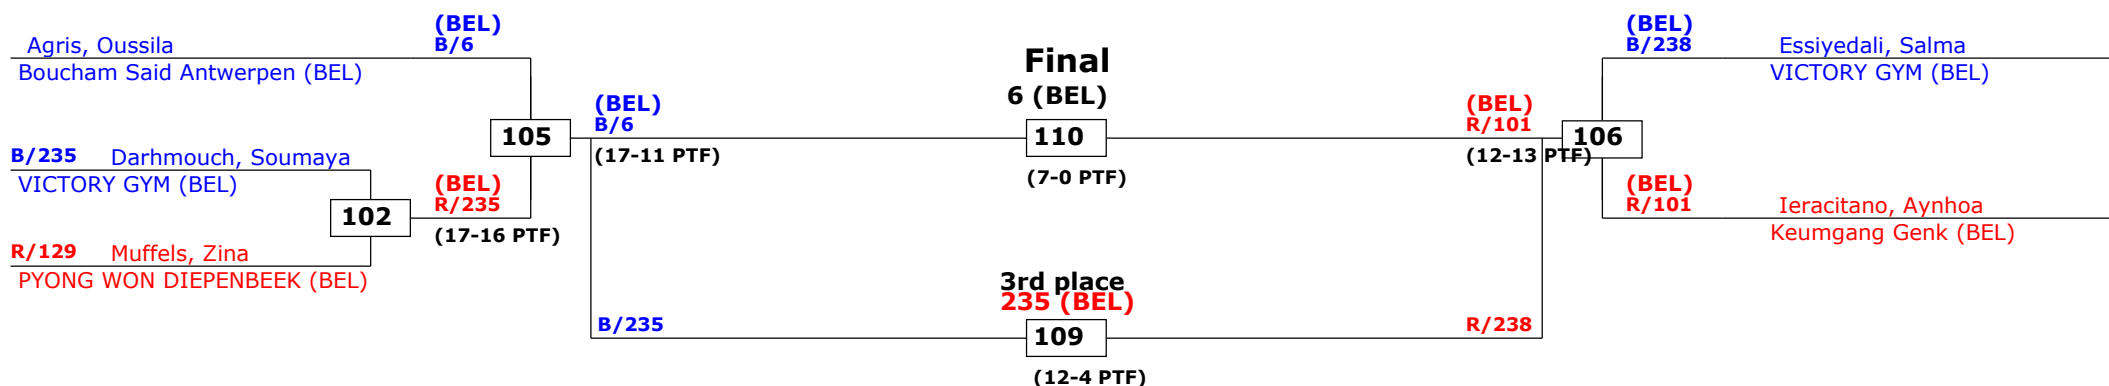 (BEL)
B/6
Agris, Oussila
Boucham Said Antwerpen (BEL)
B/235 Darhmouch, Soumaya
VICTORY GYM (BEL)
R/129 Muffels, Zina
PYONG WON DIEPENBEEK (BEL)
102
(BEL)
R/235
(17-16 PTF)
105
(BEL)
B/6
(17-11 PTF)
Final
6 (BEL)
110
(7-0 PTF)
3rd place
235 (BEL)
109
(12-4 PTF)
B/235
R/238
(BEL)
R/101
(12-13 PTF)
106
(BEL)
B/238
Essiyedali, Salma
VICTORY GYM (BEL)
(BEL)
R/101
Ieracitano, Aynhoa
Keumgang Genk (BEL)